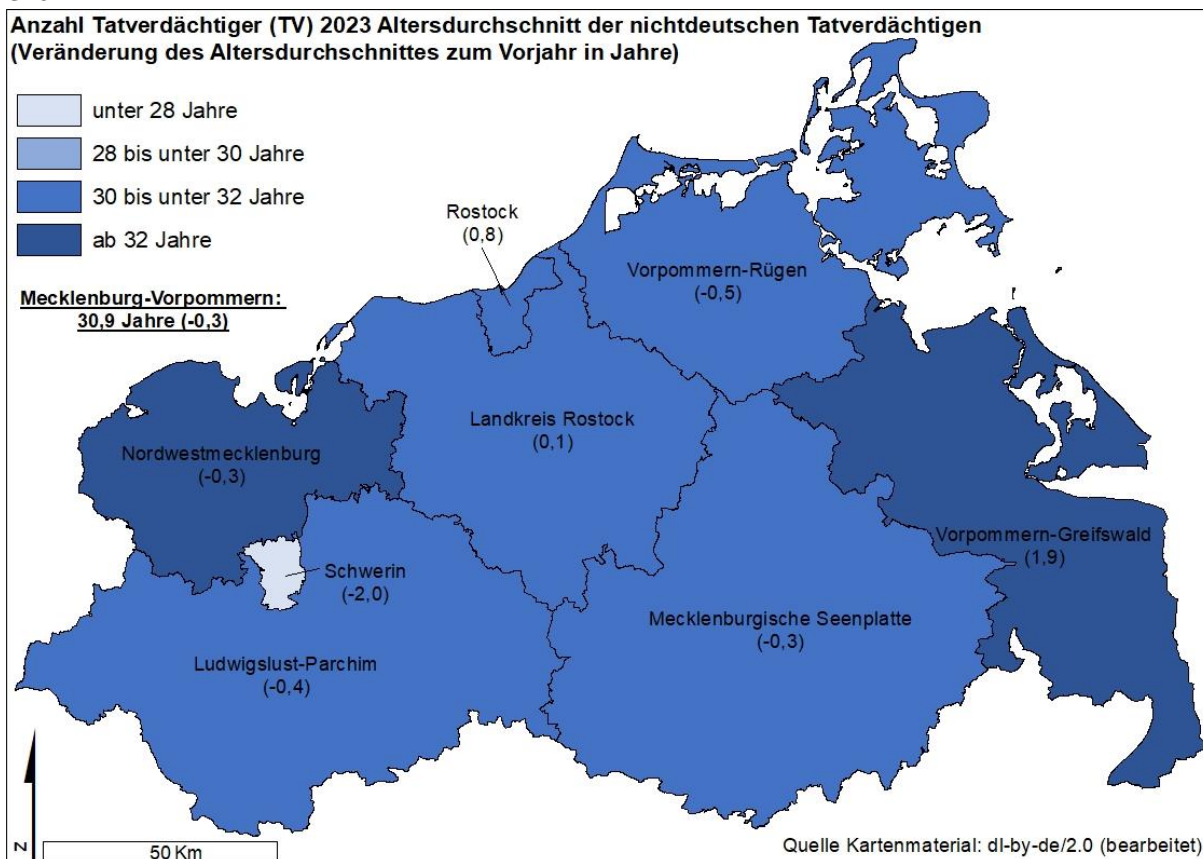 Anzahl Tatverdächtiger (TV) 2023 Altersdurchschnitt der nichtdeutschen Tatverdächtigen
(Veränderung des Altersdurchschnittes zum Vorjahr in Jahre)
unter 28 Jahre
28 bis unter 30 Jahre
30 bis unter 32 Jahre
ab 32 Jahre
Mecklenburg-Vorpommern:
30,9 Jahre (-0,3)
Rostock
(0,8)
Vorpommern-Rügen
(-0,5)
Landkreis Rostock
(0,1)
Nordwestmecklenburg
(-0,3)
Vorpommern-Greifswald
(1,9)
Schwerin
(-2,0)
Mecklenburgische Seenplatte
(-0,3)
Ludwigslust-Parchim
(-0,4)
N
50 Km
Quelle Kartenmaterial: dl-by-de/2.0 (bearbeitet)